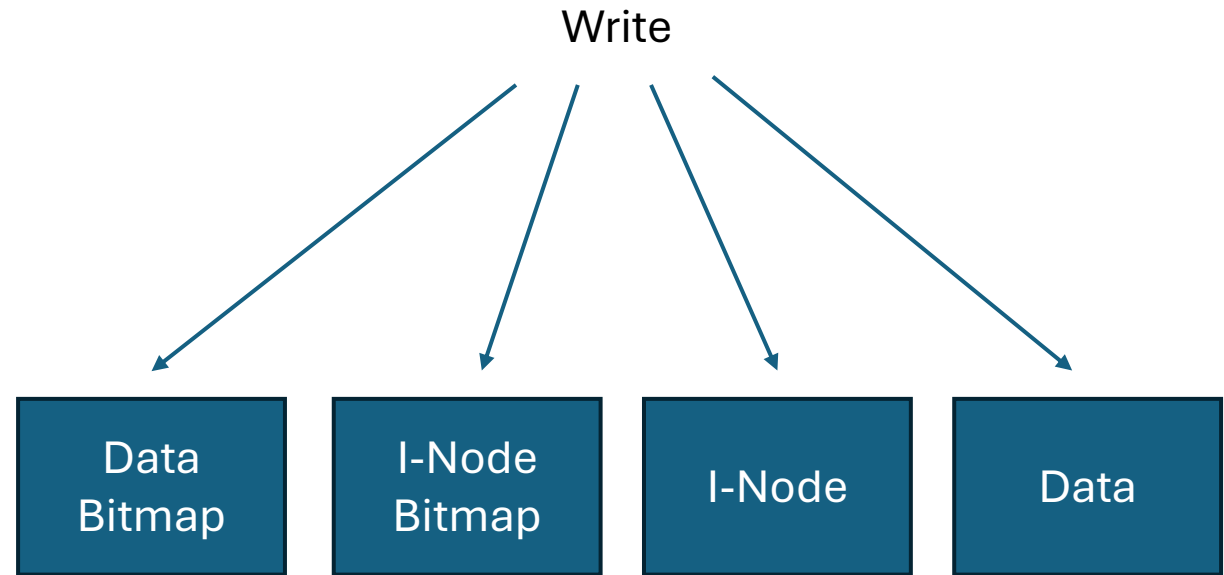 Write
Data
Bitmap
I-Node
Bitmap
I-Node
Data